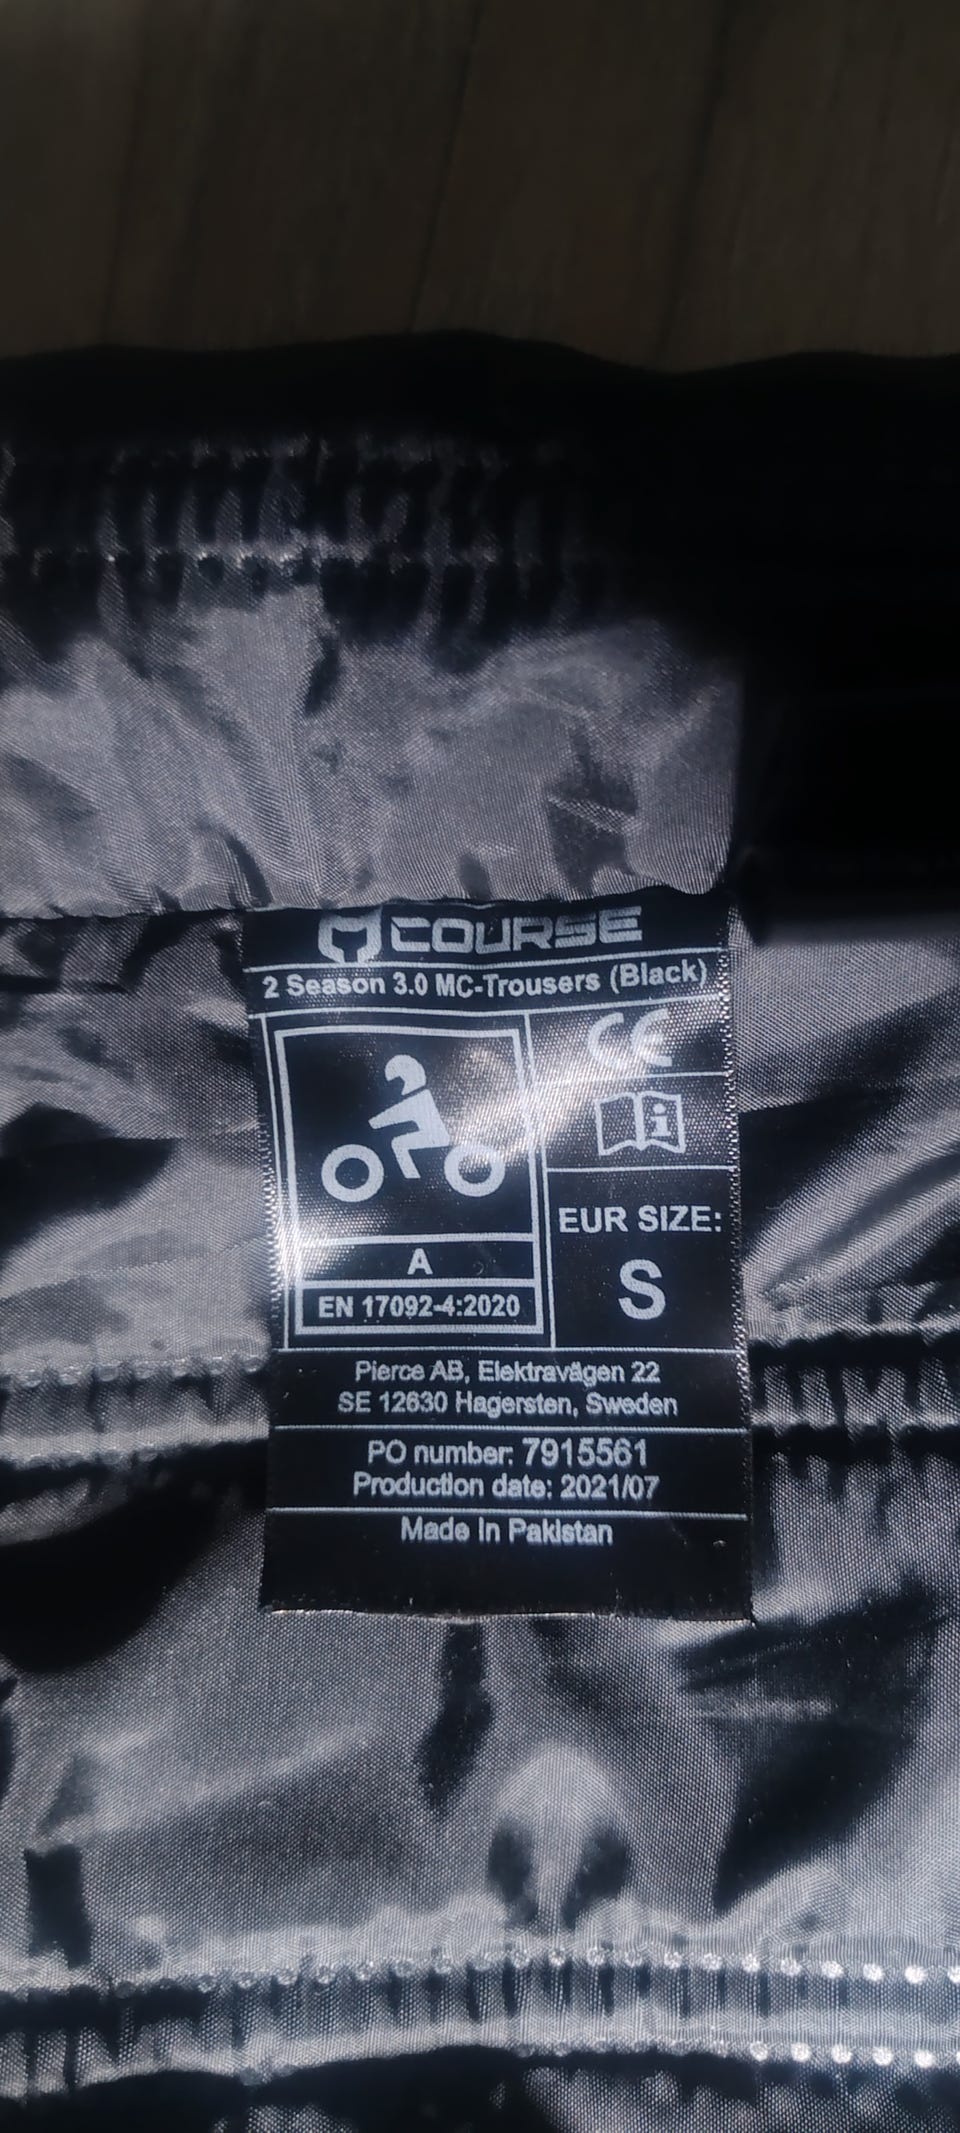 COURSE
2 Season 3.0 MC-Trousers (Black)
CE
i
A
EN 17092-4:2020
EUR SIZE:
S
Pierce AB, Elektravägen 22
SE 12630 Hagersten, Sweden
PO number: 7915561
Production date: 2021/07
Made In Pakistan